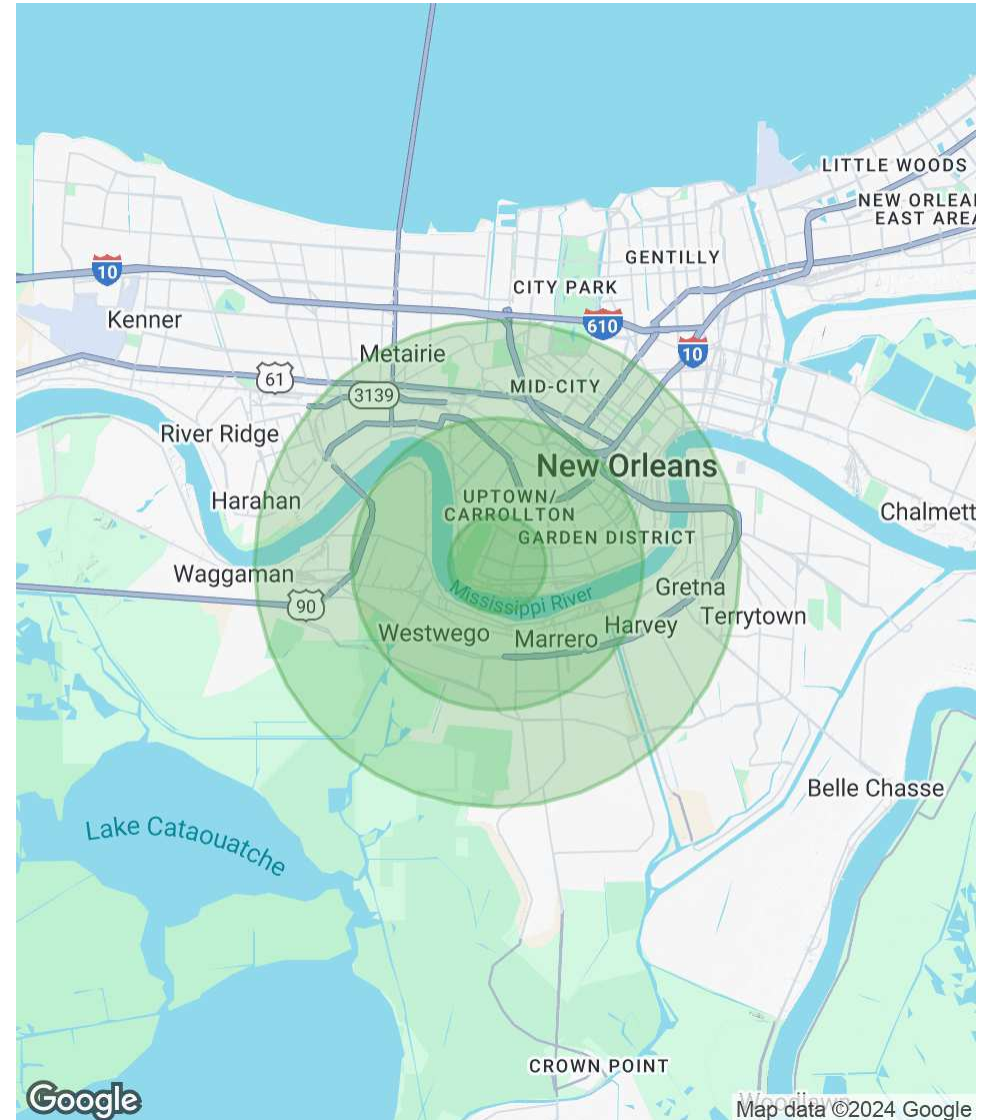 LITTLE WOODS
NEW ORLEA
EAST AREA
GENTILLY
10
CITY PARK
Kenner
610
10
Metairie
61
MID-CITY
3139
River Ridge
New Orleans
Harahan
UPTOWN/
CARROLLTON
Chalmett
GARDEN DISTRICT
Waggaman
Mississippi River
Gretna
90
Terrytown
Westwego
Marrero
Harvey
Belle Chasse
Lake Cataouatche
CROWN POINT
Google
Woodlawn
Map data ©2024 Google